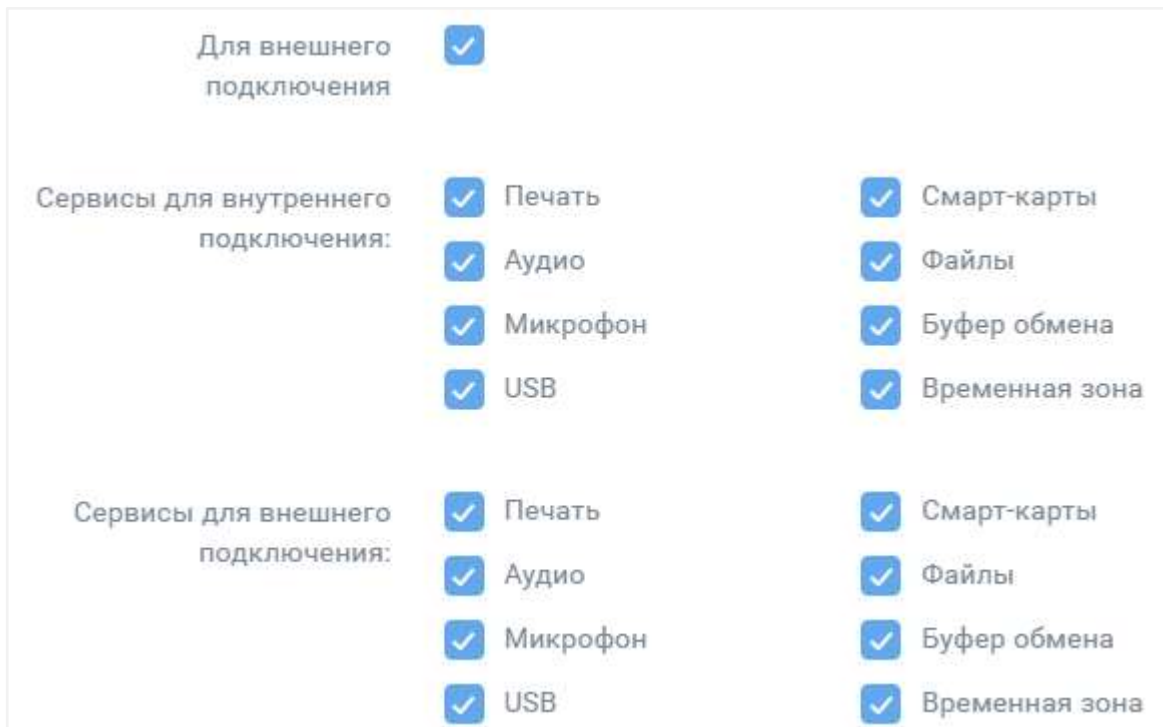 Для внешнего
подключения
Сервисы для внутреннего
подключения:
Печать
Смарт-карты
Аудио
Файлы
Микрофон
Буфер обмена
USB
Временная зона
Сервисы для внешнего
подключения:
Печать
Смарт-карты
Аудио
Файлы
Микрофон
Буфер обмена
USB
Временная зона